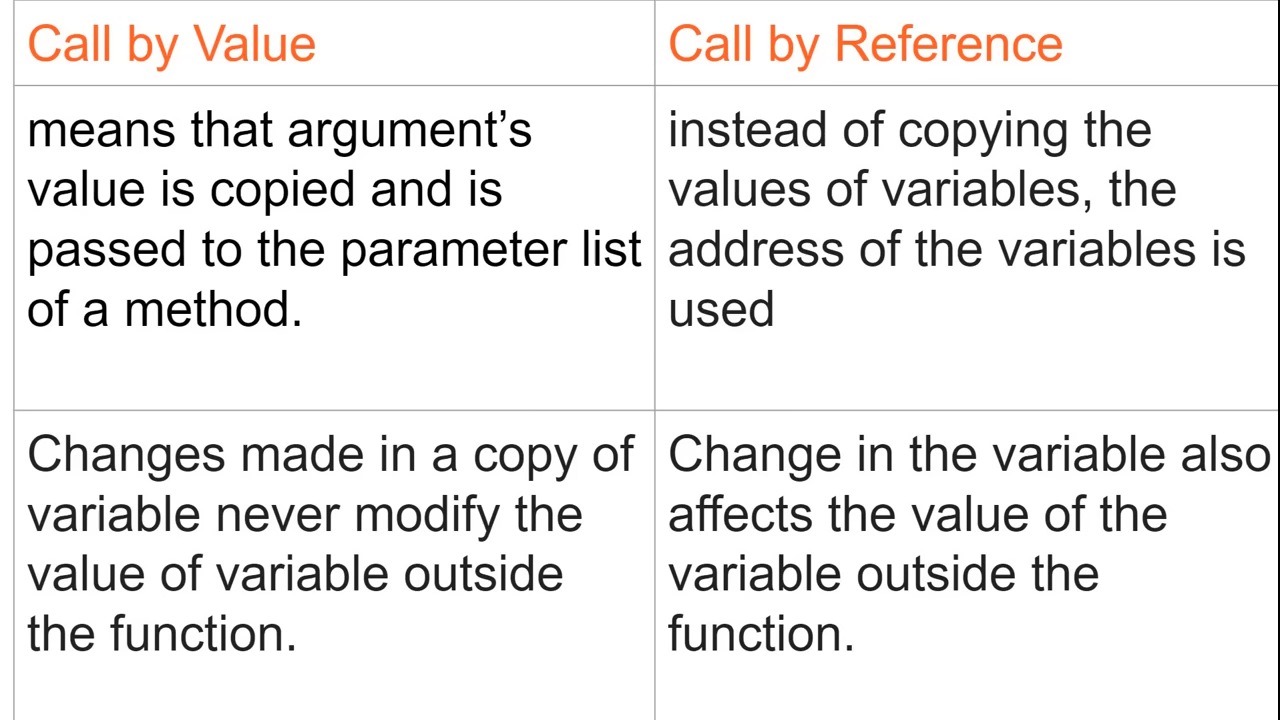 Call by Value
Call by Reference
means that argument’s
value is copied and is
passed to the parameter list
of a method.
instead of copying the
values of variables, the
address of the variables is
used
Changes made in a copy of
variable never modify the
value of variable outside
the function.
Change in the variable also
affects the value of the
variable outside the
function.